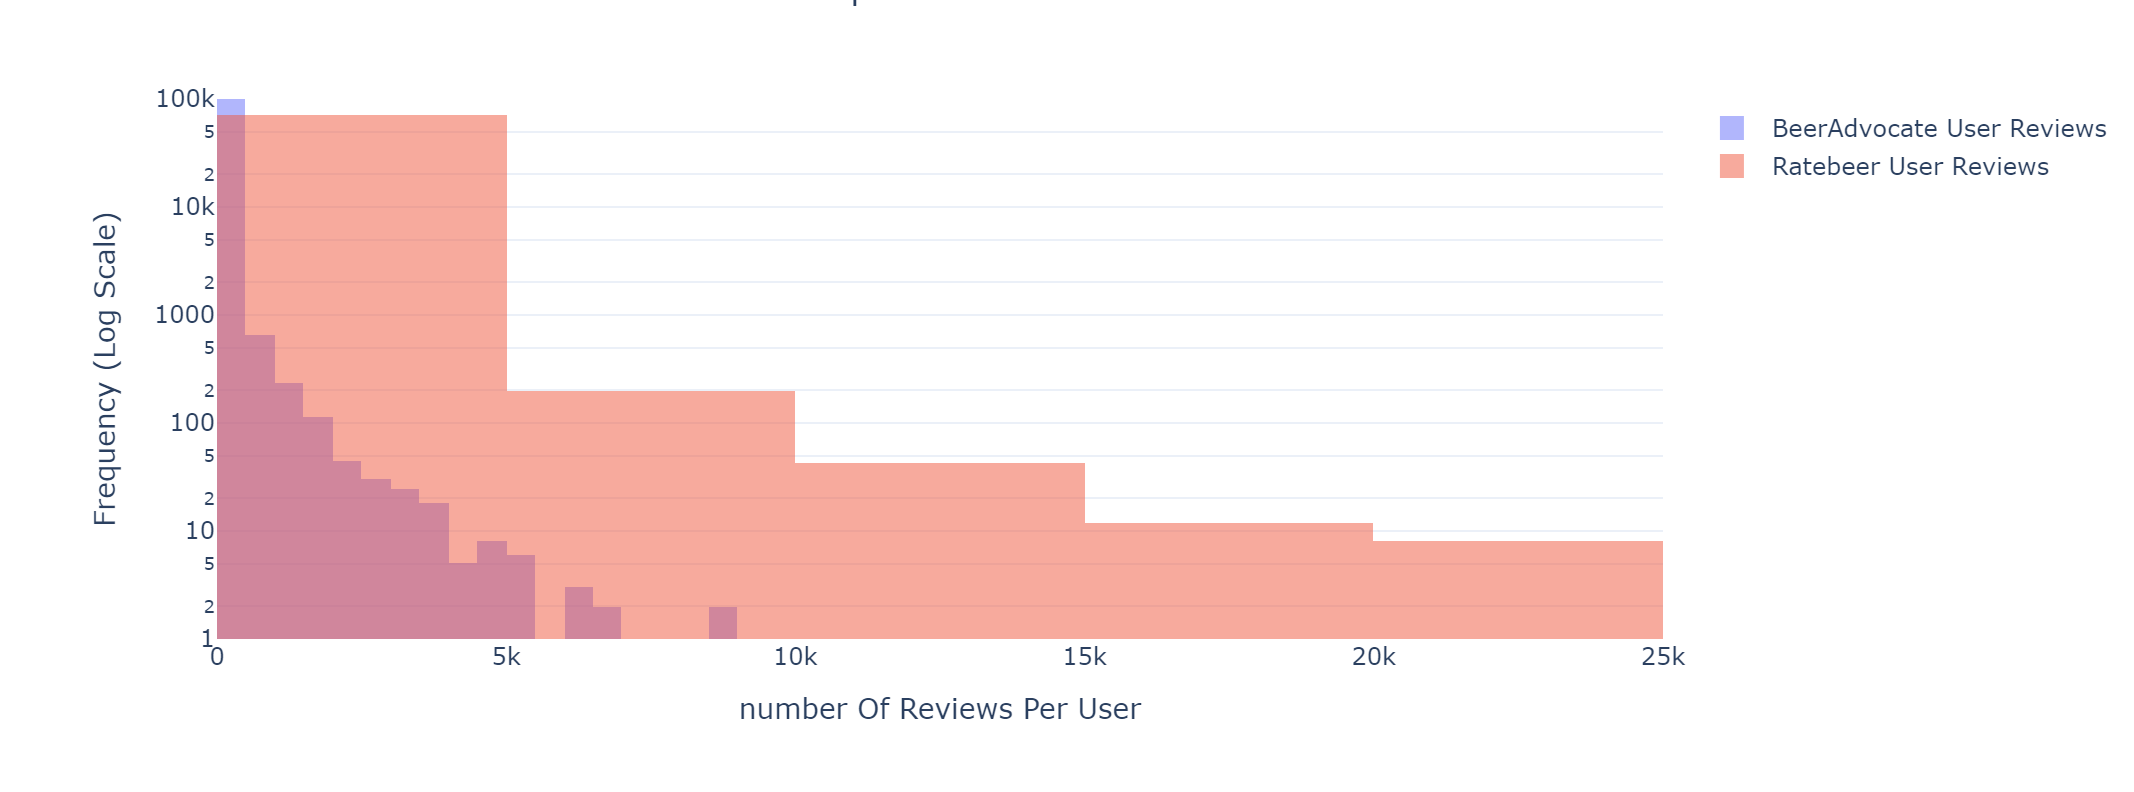 100k
5
2
10k
5
2
1000
5
2
100
5
2
10
5
2
1
0
5k
10k
15k
20k
25k
Frequency (Log Scale)
number Of Reviews Per User
BeerAdvocate User Reviews
Ratebeer User Reviews